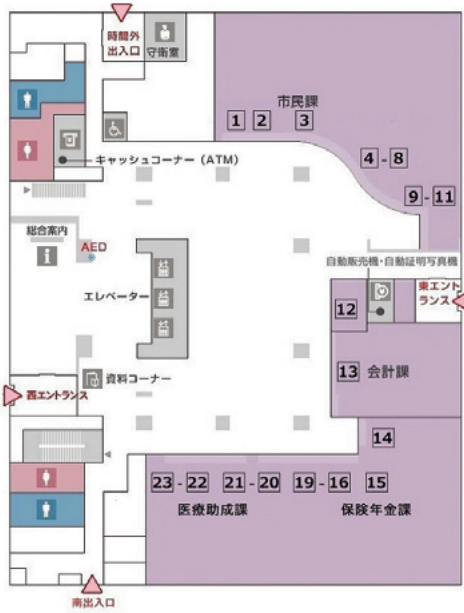 時間外
出入口
守衛室
市民課
1 2 3
4 - 8
9 - 11
キャッシュコーナー（ATM）
総合案内
AED
自動販売機・自動証明写真機
エレベーター
東エント
ランス
12
13 会計課
資料コーナー
西エントランス
14
23 - 22 21 - 20 19 - 16 15
医療助成課 保険年金課
南出入口